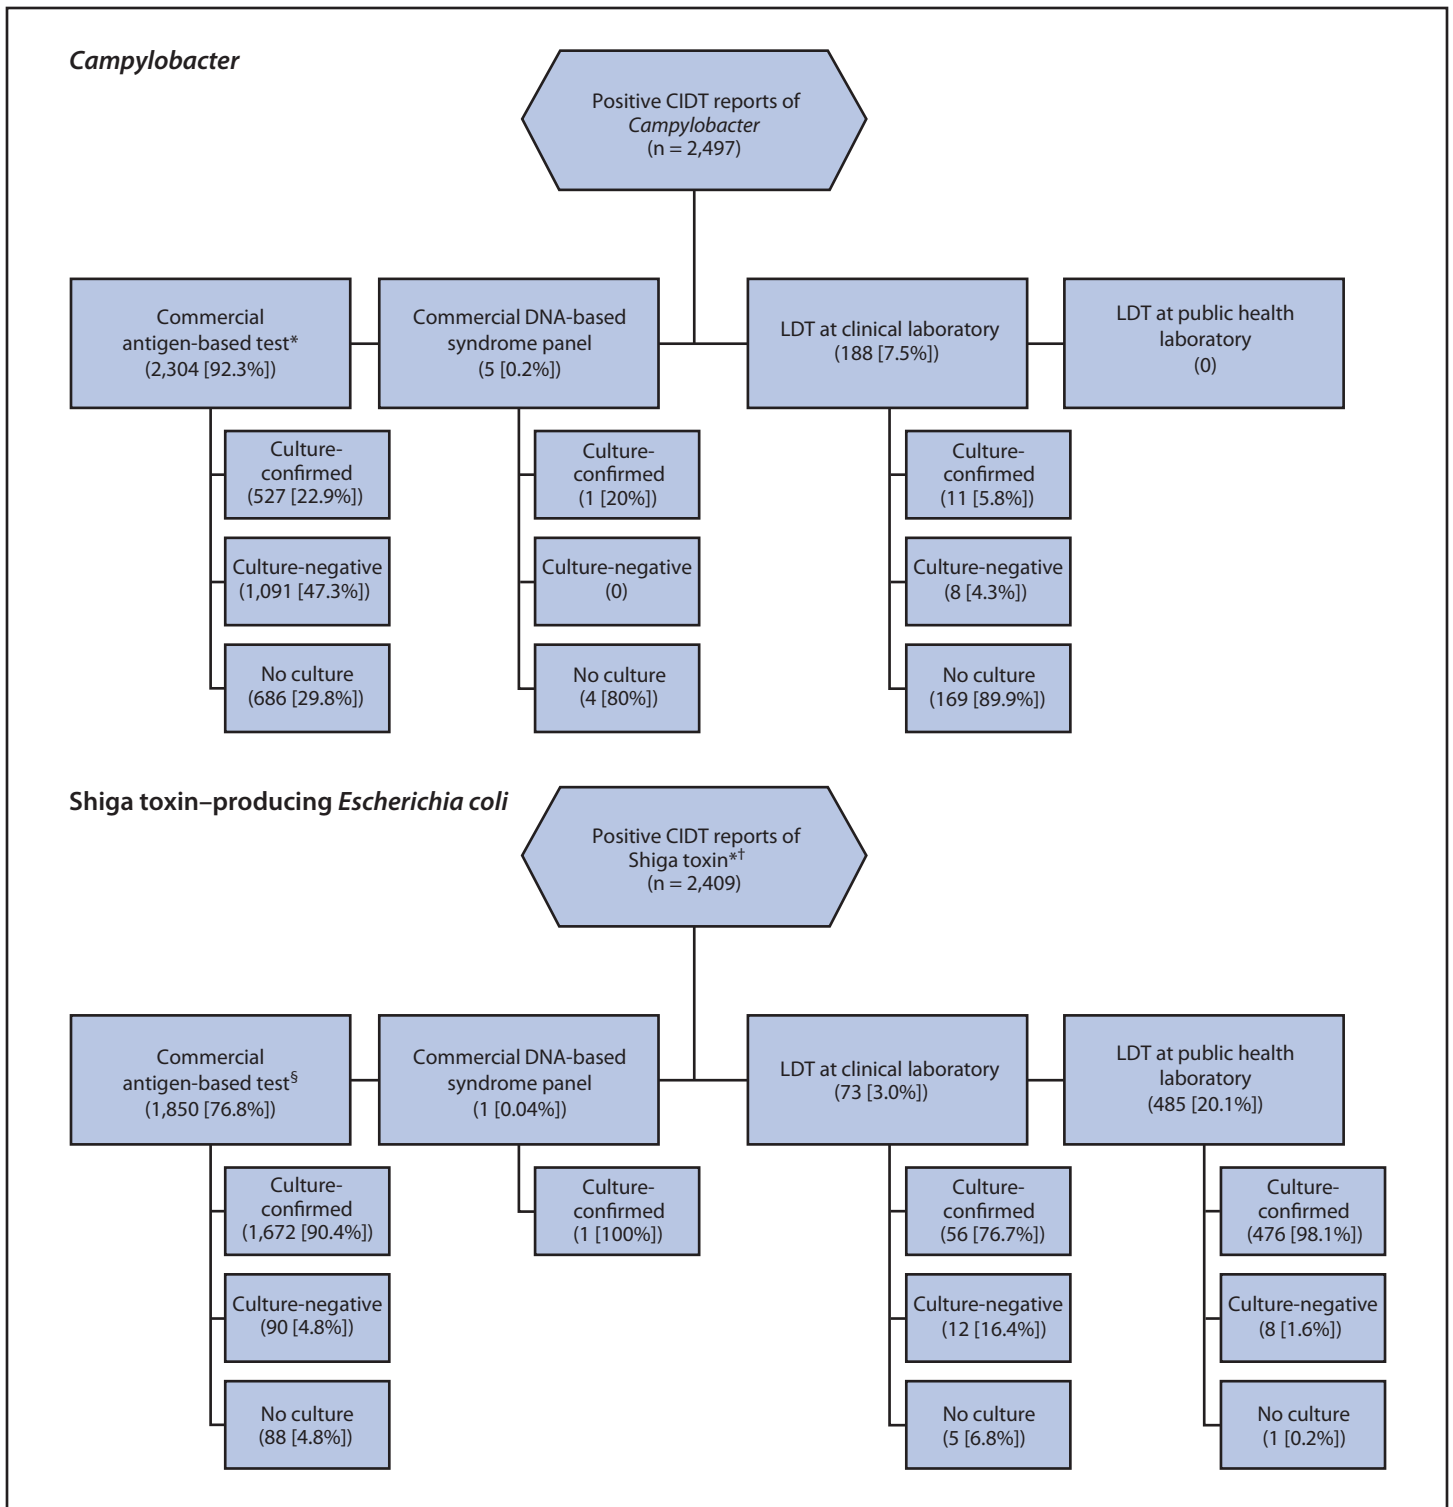 Campylobacter
Positive CIDT reports of
Campylobacter
(n = 2,497)
Commercial
antigen-based test*
(2,304 [92.3%])
Commercial DNA-based
syndrome panel
(5 [0.2%])
LDT at clinical laboratory
(188 [7.5%])
LDT at public health
laboratory
(0)
Culture-
confirmed
(527 [22.9%])
Culture-negative
(1,091 [47.3%])
No culture
(686 [29.8%])
Culture-
confirmed
(1 [20%])
Culture-negative
(0)
No culture
(4 [80%])
Culture-
confirmed
(11 [5.8%])
Culture-negative
(8 [4.3%])
No culture
(169 [89.9%])
Shiga toxin–producing Escherichia coli
Positive CIDT reports of
Shiga toxin*†
(n = 2,409)
Commercial
antigen-based test§
(1,850 [76.8%])
Commercial DNA-based
syndrome panel
(1 [0.04%])
LDT at clinical laboratory
(73 [3.0%])
LDT at public health
laboratory
(485 [20.1%])
Culture-
confirmed
(1,672 [90.4%])
Culture-negative
(90 [4.8%])
No culture
(88 [4.8%])
Culture-
confirmed
(1 [100%])
Culture-
confirmed
(56 [76.7%])
Culture-negative
(12 [16.4%])
No culture
(5 [6.8%])
Culture-
confirmed
(476 [98.1%])
Culture-negative
(8 [1.6%])
No culture
(1 [0.2%])